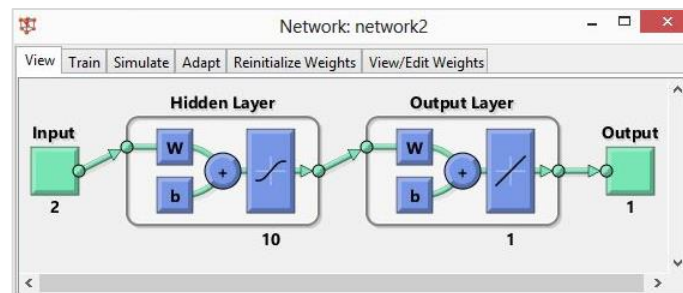 Network: network2
View Train Simulate Adapt Reinitialize Weights View/Edit Weights
Hidden Layer Output Layer
Input Output
W W
b b
+ +
2 1
10 1